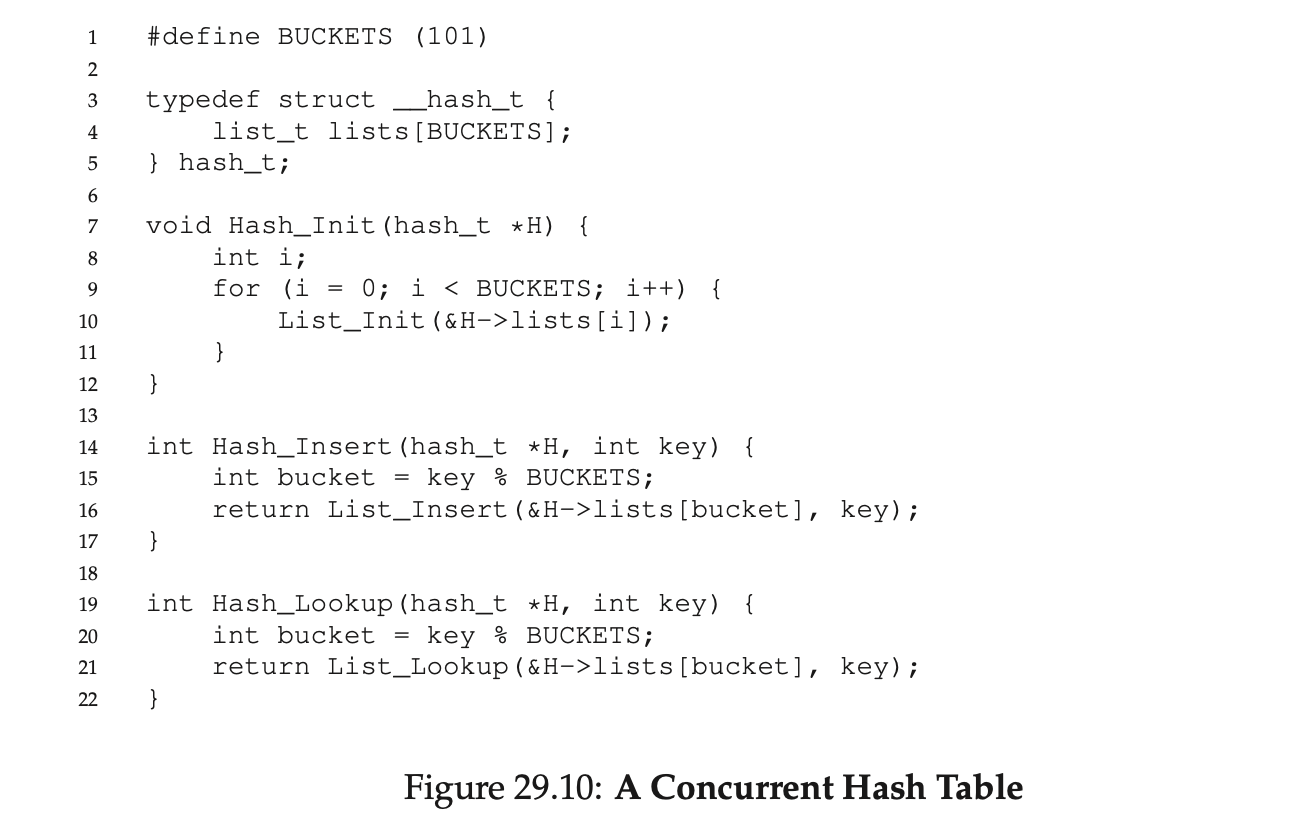 1 #define BUCKETS (101)
2
3 typedef struct __hash_t {
4     list_t lists[BUCKETS];
5 } hash_t;
6
7 void Hash_Init(hash_t *H) {
8     int i;
9     for (i = 0; i < BUCKETS; i++) {
10         List_Init(&H->lists[i]);
11     }
12 }
13
14 int Hash_Insert(hash_t *H, int key) {
15     int bucket = key % BUCKETS;
16     return List_Insert(&H->lists[bucket], key);
17 }
18
19 int Hash_Lookup(hash_t *H, int key) {
20     int bucket = key % BUCKETS;
21     return List_Lookup(&H->lists[bucket], key);
22 }
Figure 29.10: A Concurrent Hash Table